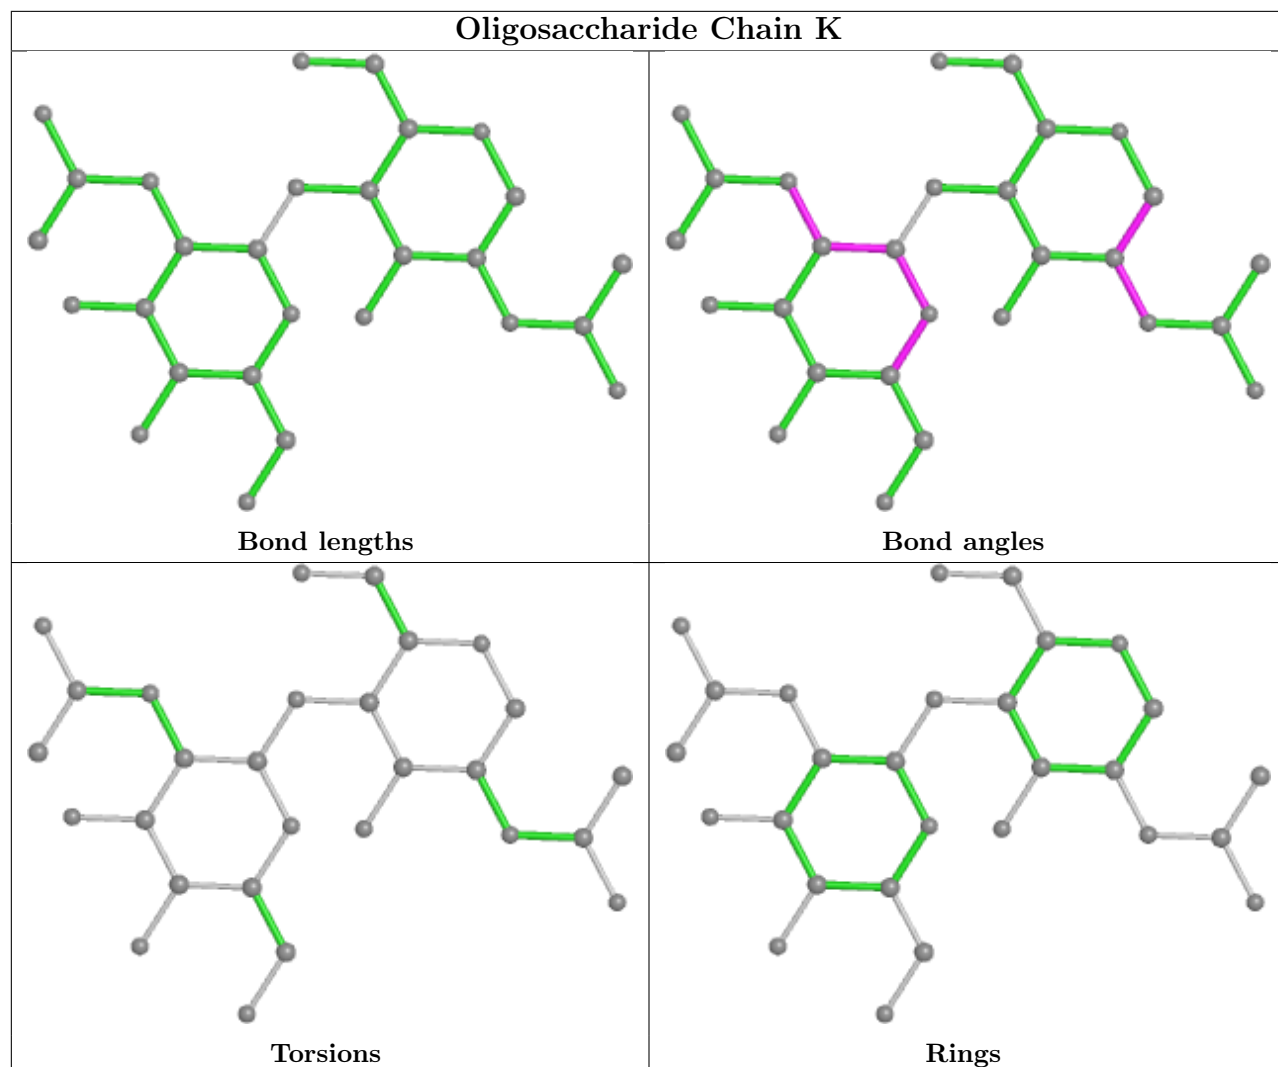 Oligosaccharide Chain K
Bond lengths
Bond angles
Torsions
Rings